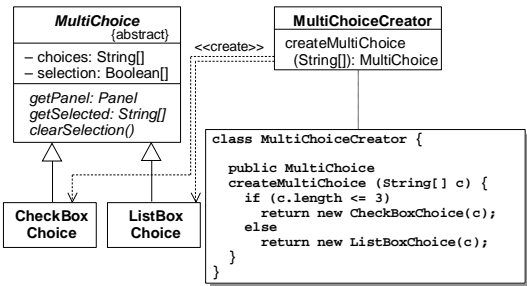 MultiChoice
{abstract}
– choices: String[]
– selection: Boolean[]
getPanel: Panel
getSelected: String[]
clearSelection()
<<create>>
MultiChoiceCreator
createMultiChoice
(String[]): MultiChoice
CheckBox
Choice
ListBox
Choice
class MultiChoiceCreator {
public MultiChoice
createMultiChoice (String[] c) {
if (c.length <= 3)
return new CheckBoxChoice(c);
else
return new ListBoxChoice(c);
}
}